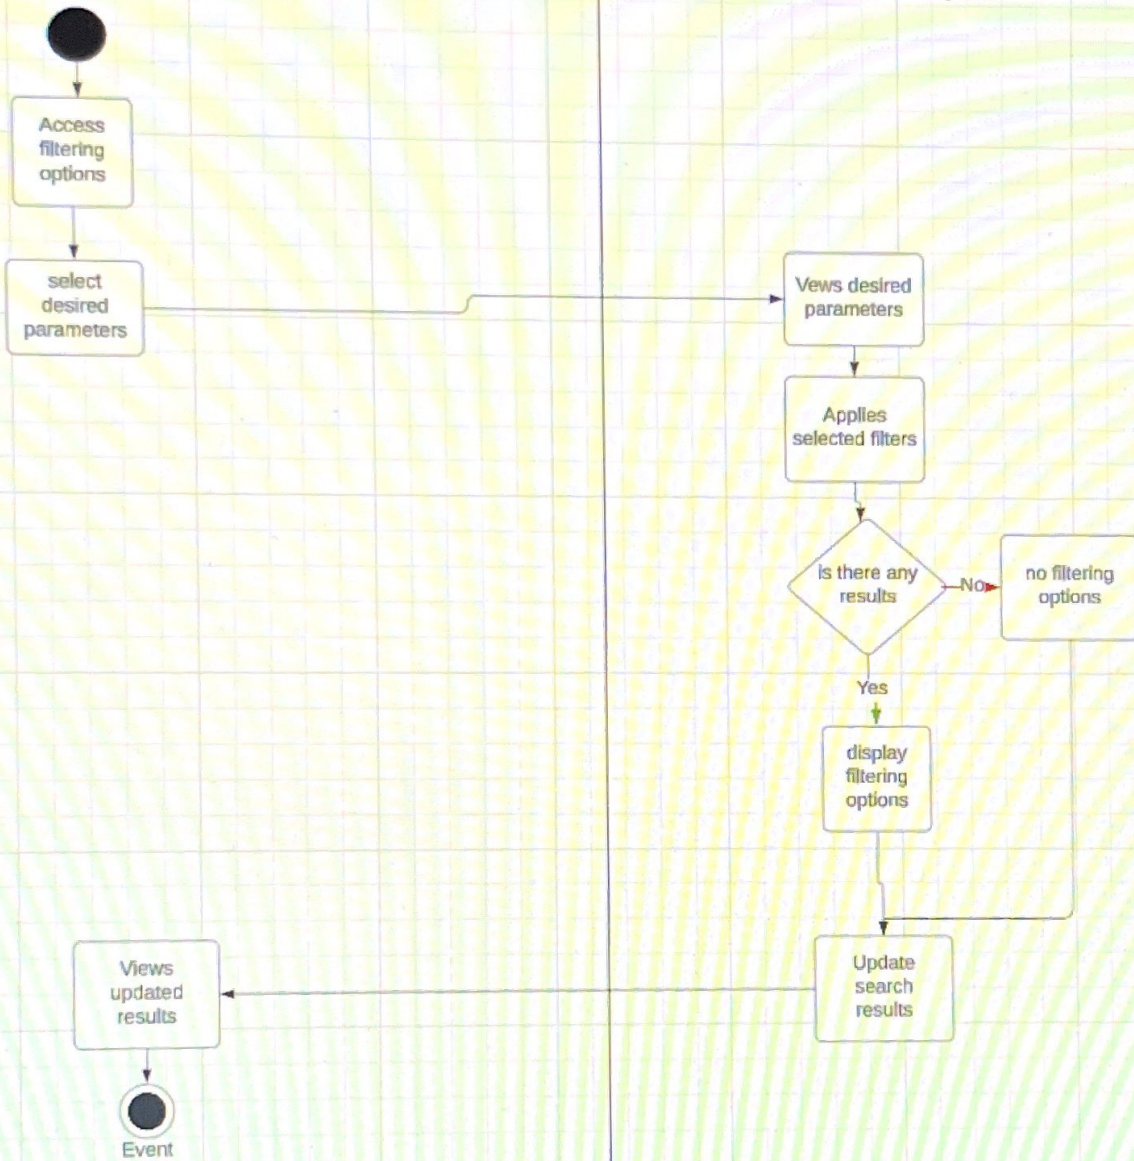 Access
filtering
options
select
desired
parameters
Vews desired
parameters
Applies
selected filters
is there any
results
No
no filtering
options
Yes
display
filtering
options
Update
search
results
Views
updated
results
Event